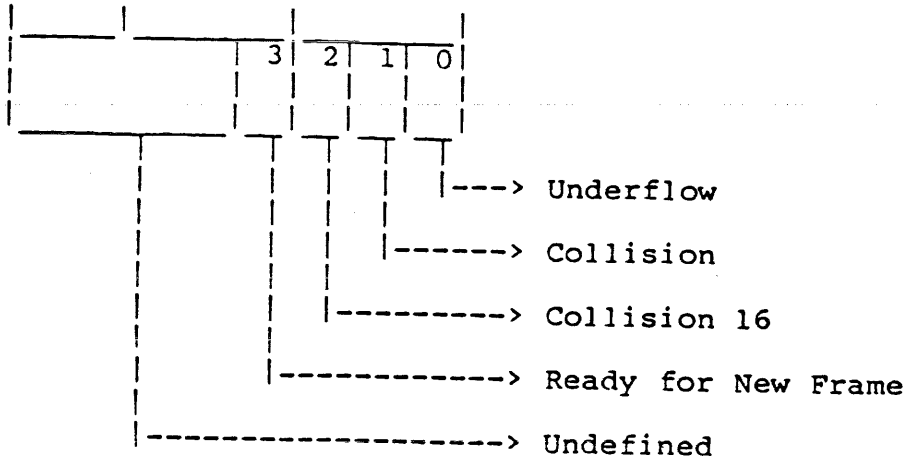 3 2 1 0
Underflow
Collision
Collision 16
Ready for New Frame
Undefined